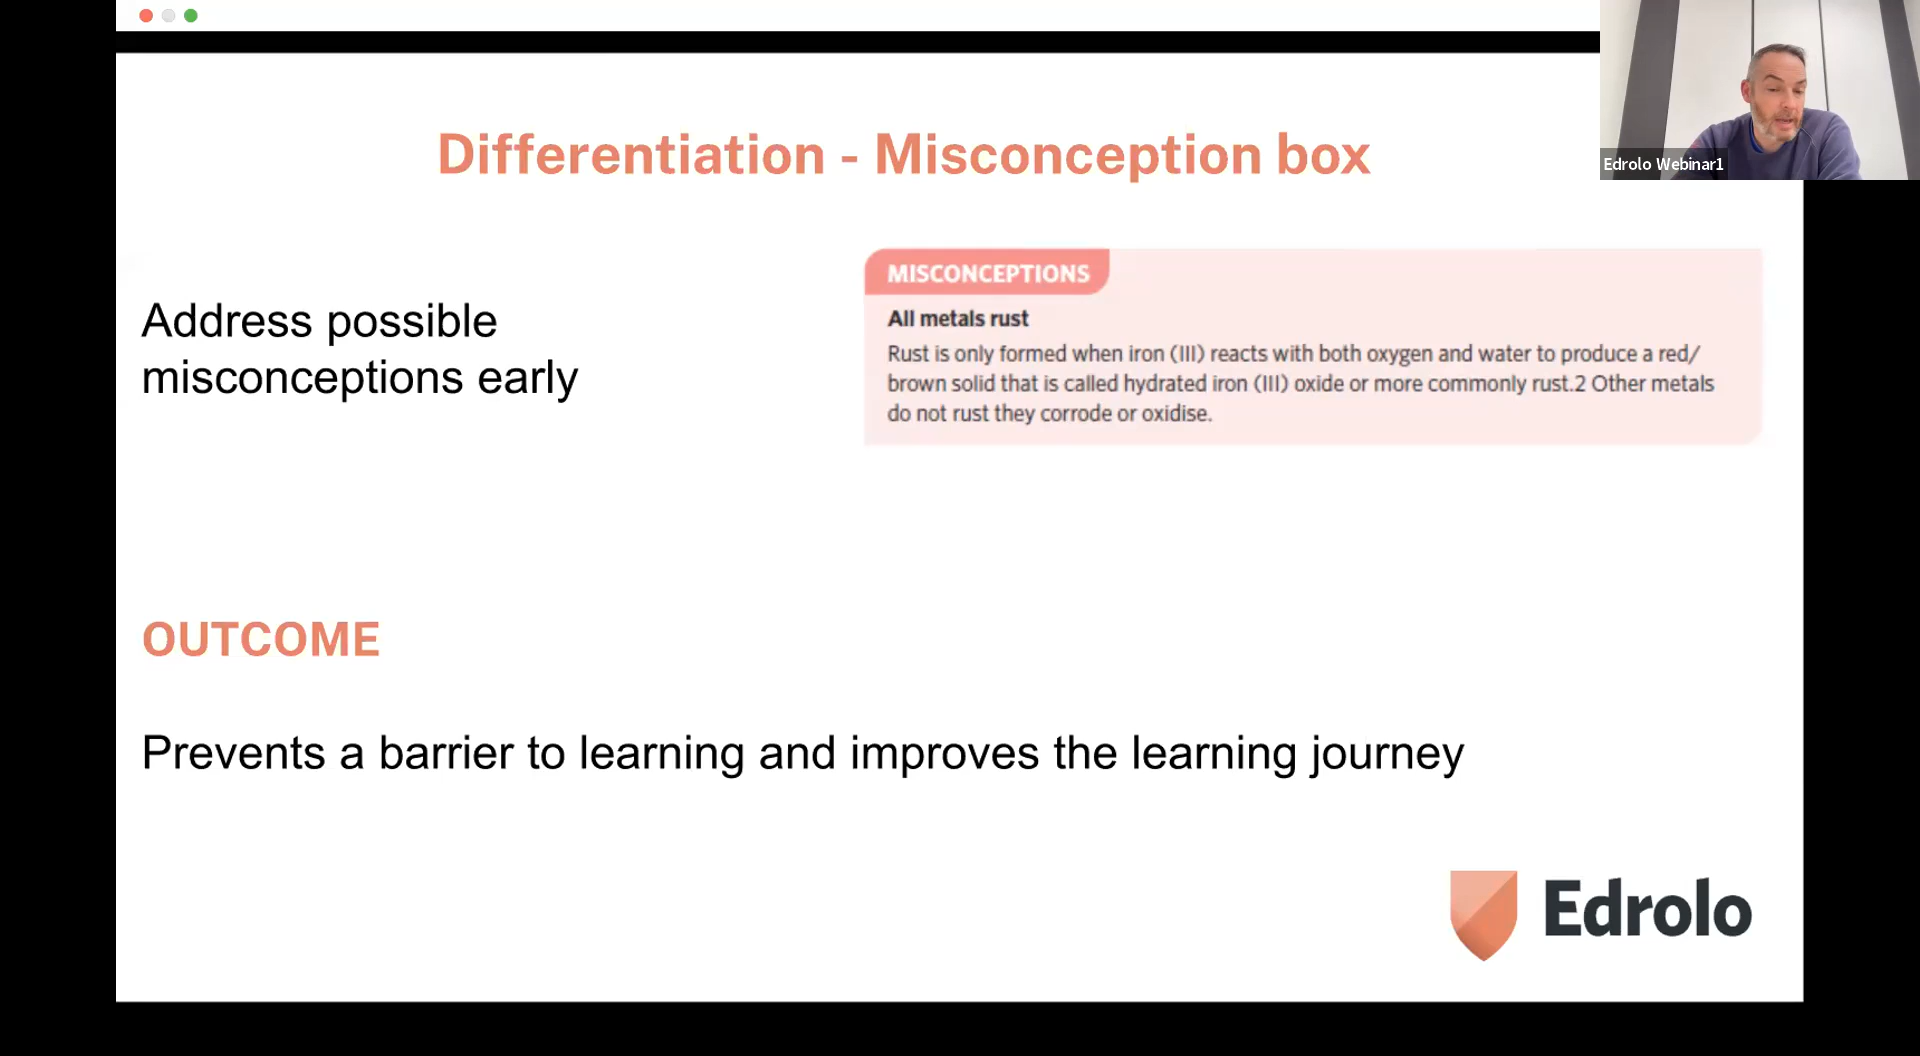 Differentiation - Misconception box
Edrolo Webinar1
Address possible
misconceptions early
MISCONCEPTIONS
All metals rust
Rust is only formed when iron (III) reacts with both oxygen and water to produce a red/
brown solid that is called hydrated iron (III) oxide or more commonly rust.2 Other metals
do not rust they corrode or oxidise.
OUTCOME
Prevents a barrier to learning and improves the learning journey
Edrolo